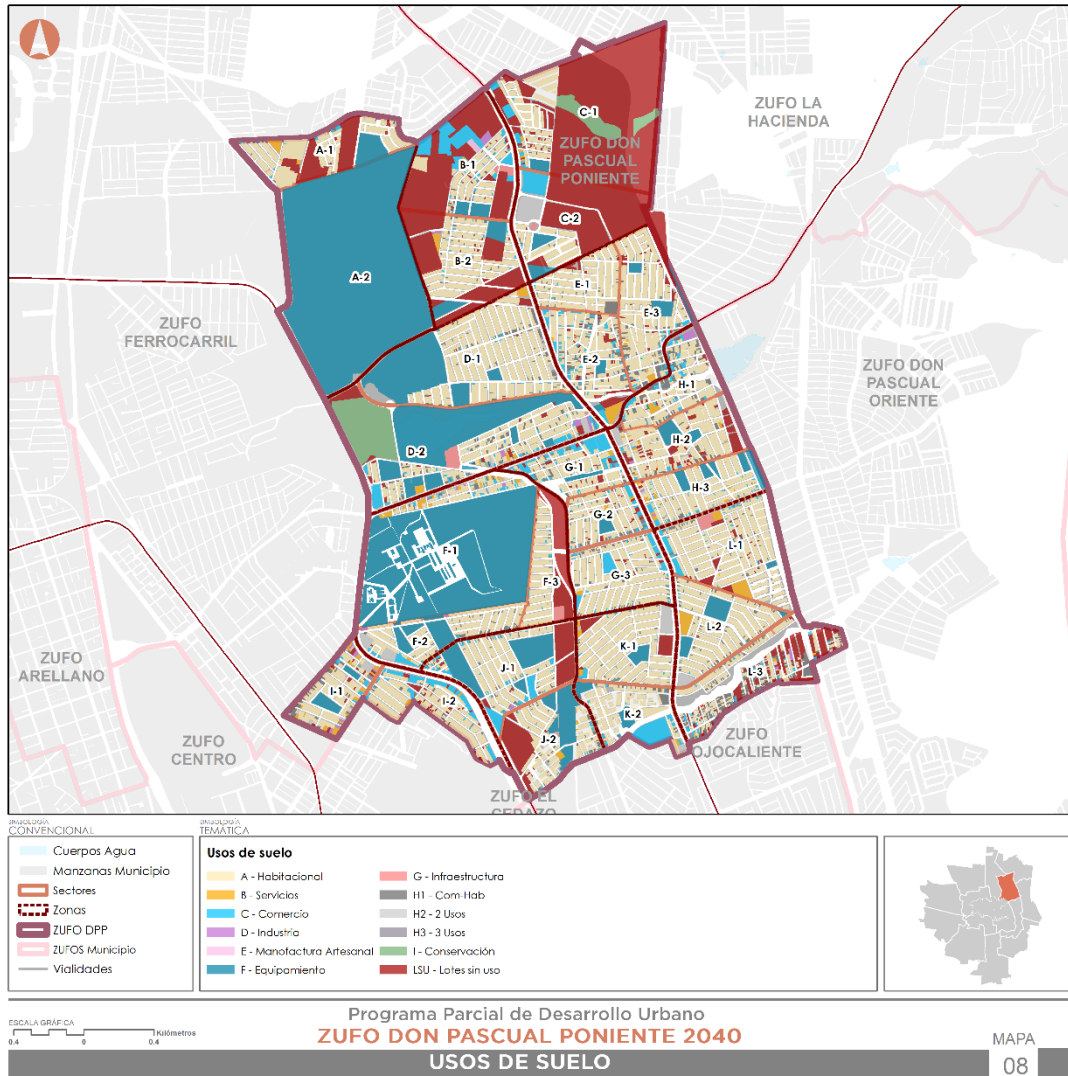 ZUFO LA
HACIENDA
C-1
ZUFO DON
PASCUAL
PONIENTE
A-1
B-1
C-2
B-2
A-2
E-1
E-3
ZUFO
FERROCARRIL
D-1
E-2
ZUFO DON
PASCUAL
ORIENTE
H-1
H-2
D-2
G-1
H-3
G-2
F-1
L-1
F-3
G-3
L-2
F-2
K-1
ZUFO
ARELLANO
J-1
L-3
I-1
I-2
K-2
ZUFO
CENTRO
J-2
ZUFO
OJOCALIENTE
ZUFO EL
CEDAZO
SIMBOLOGÍA
CONVENCIONAL
Cuerpos Agua
Manzanas Municipio
Sectores
Zonas
ZUFO DPP
ZUFOS Municipio
Vialidades
SIMBOLOGÍA
TEMÁTICA
Usos de suelo
A - Habitacional
B - Servicios
C - Comercio
D - Industria
E - Manofactura Artesanal
F - Equipamiento
G - Infraestructura
H1 - Com-Hab
H2 - 2 Usos
H3 - 3 Usos
I - Conservación
LSU - Lotes sin uso
ESCALA GRÁFICA
Kilómetros
0.4 0 0.4
Programa Parcial de Desarrollo Urbano
ZUFO DON PASCUAL PONIENTE 2040
USOS DE SUELO
MAPA
08